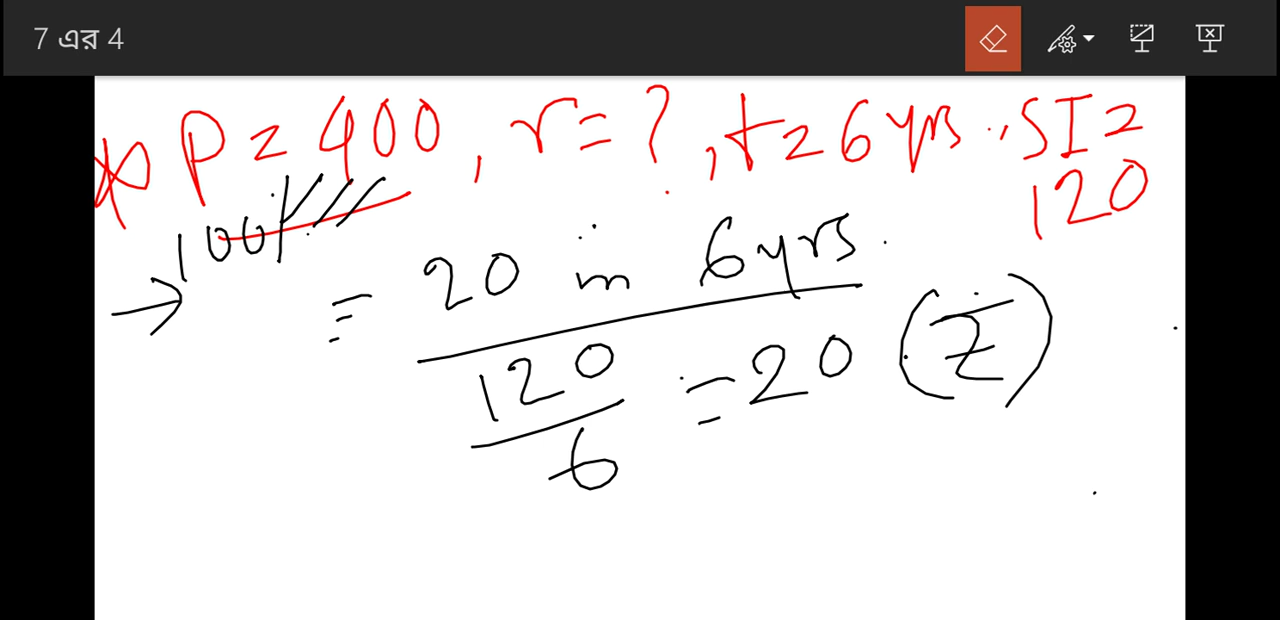 7 এর 4
P = 400, r = ?, t = 6 yrs., SI =
120
→ 100
= 20 in 6 yrs.
120/6 = 20 (Z)